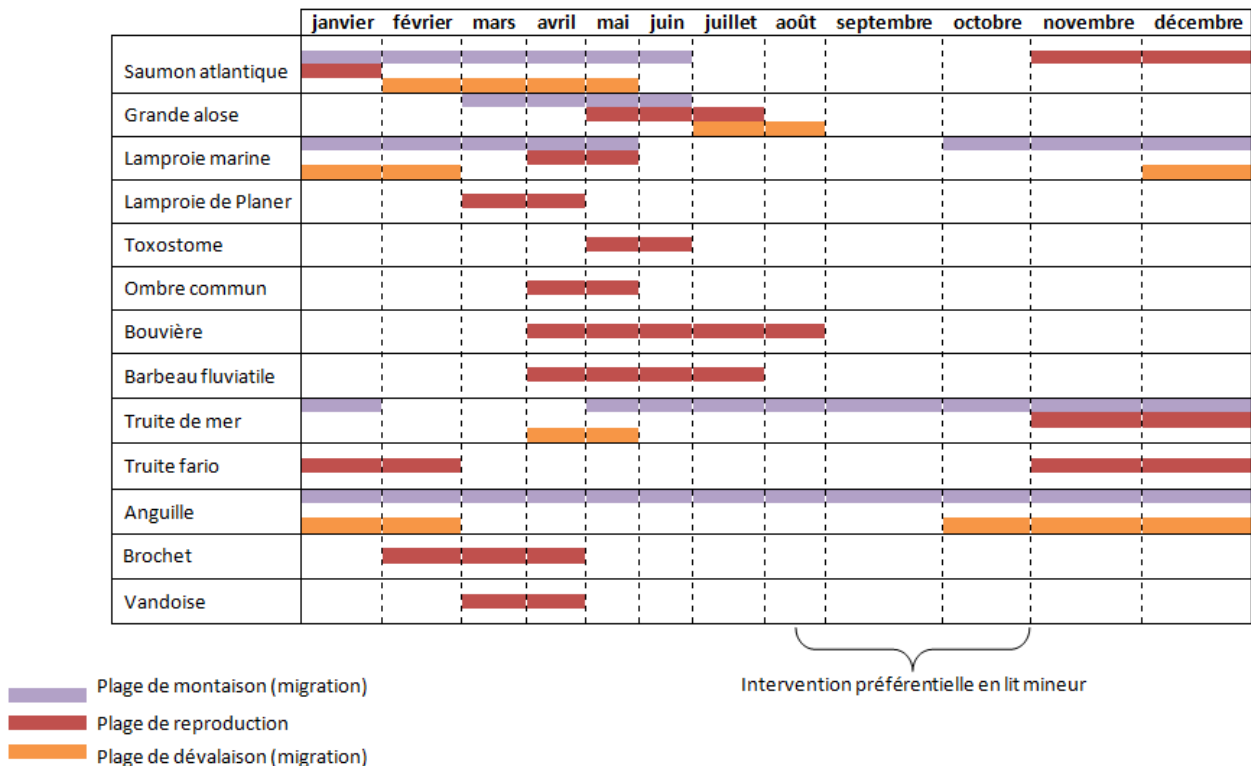 janvier février mars avril mai juin juillet août septembre octobre novembre décembre
Saumon atlantique
Grande alose
Lamproie marine
Lamproie de Planer
Toxostome
Ombre commun
Bouvière
Barbeau fluviatile
Truite de mer
Truite fario
Anguille
Brochet
Vandoise
Intervention préférentielle en lit mineur
Plage de montaison (migration)
Plage de reproduction
Plage de dévalaison (migration)